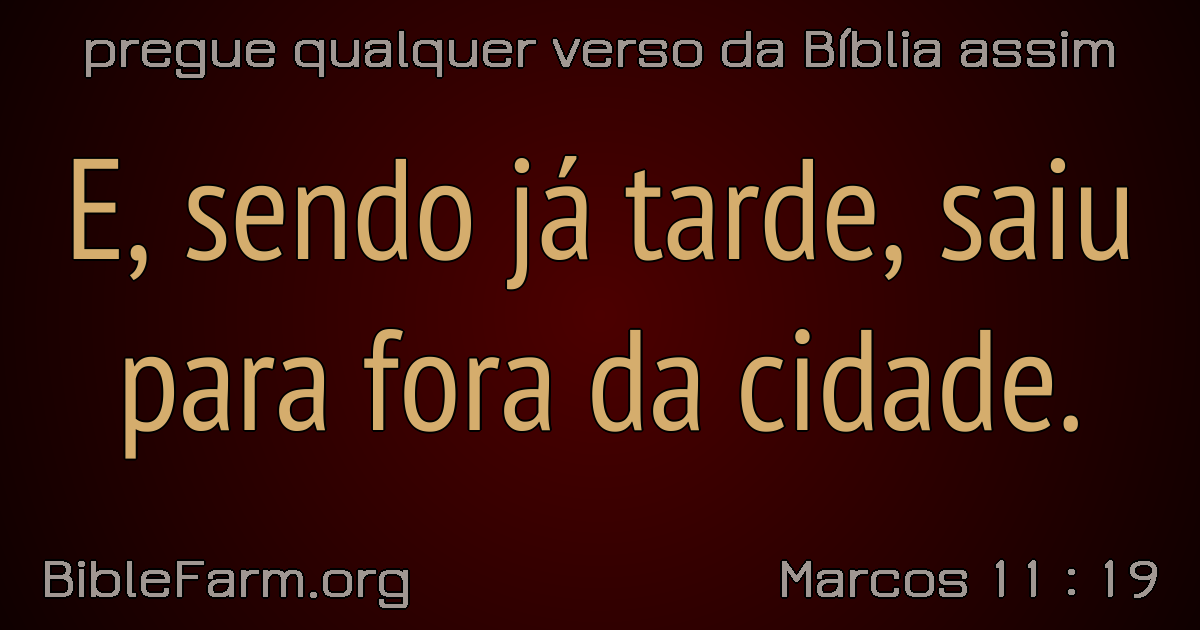 pregue qualquer verso da Bíblia assim
E, sendo já tarde, saiu
para fora da cidade.
BibleFarm.org
Marcos 11 : 19